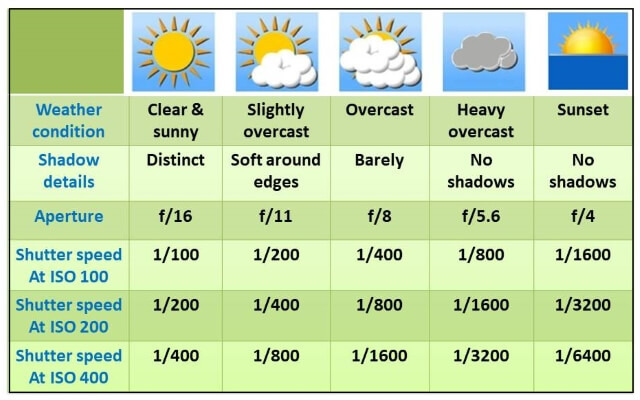 Weather condition Clear & sunny Slightly overcast Overcast Heavy overcast Sunset
Shadow details Distinct Soft around edges Barely No shadows No shadows
Aperture f/16 f/11 f/8 f/5.6 f/4
Shutter speed At ISO 100 1/100 1/200 1/400 1/800 1/1600
Shutter speed At ISO 200 1/200 1/400 1/800 1/1600 1/3200
Shutter speed At ISO 400 1/400 1/800 1/1600 1/3200 1/6400